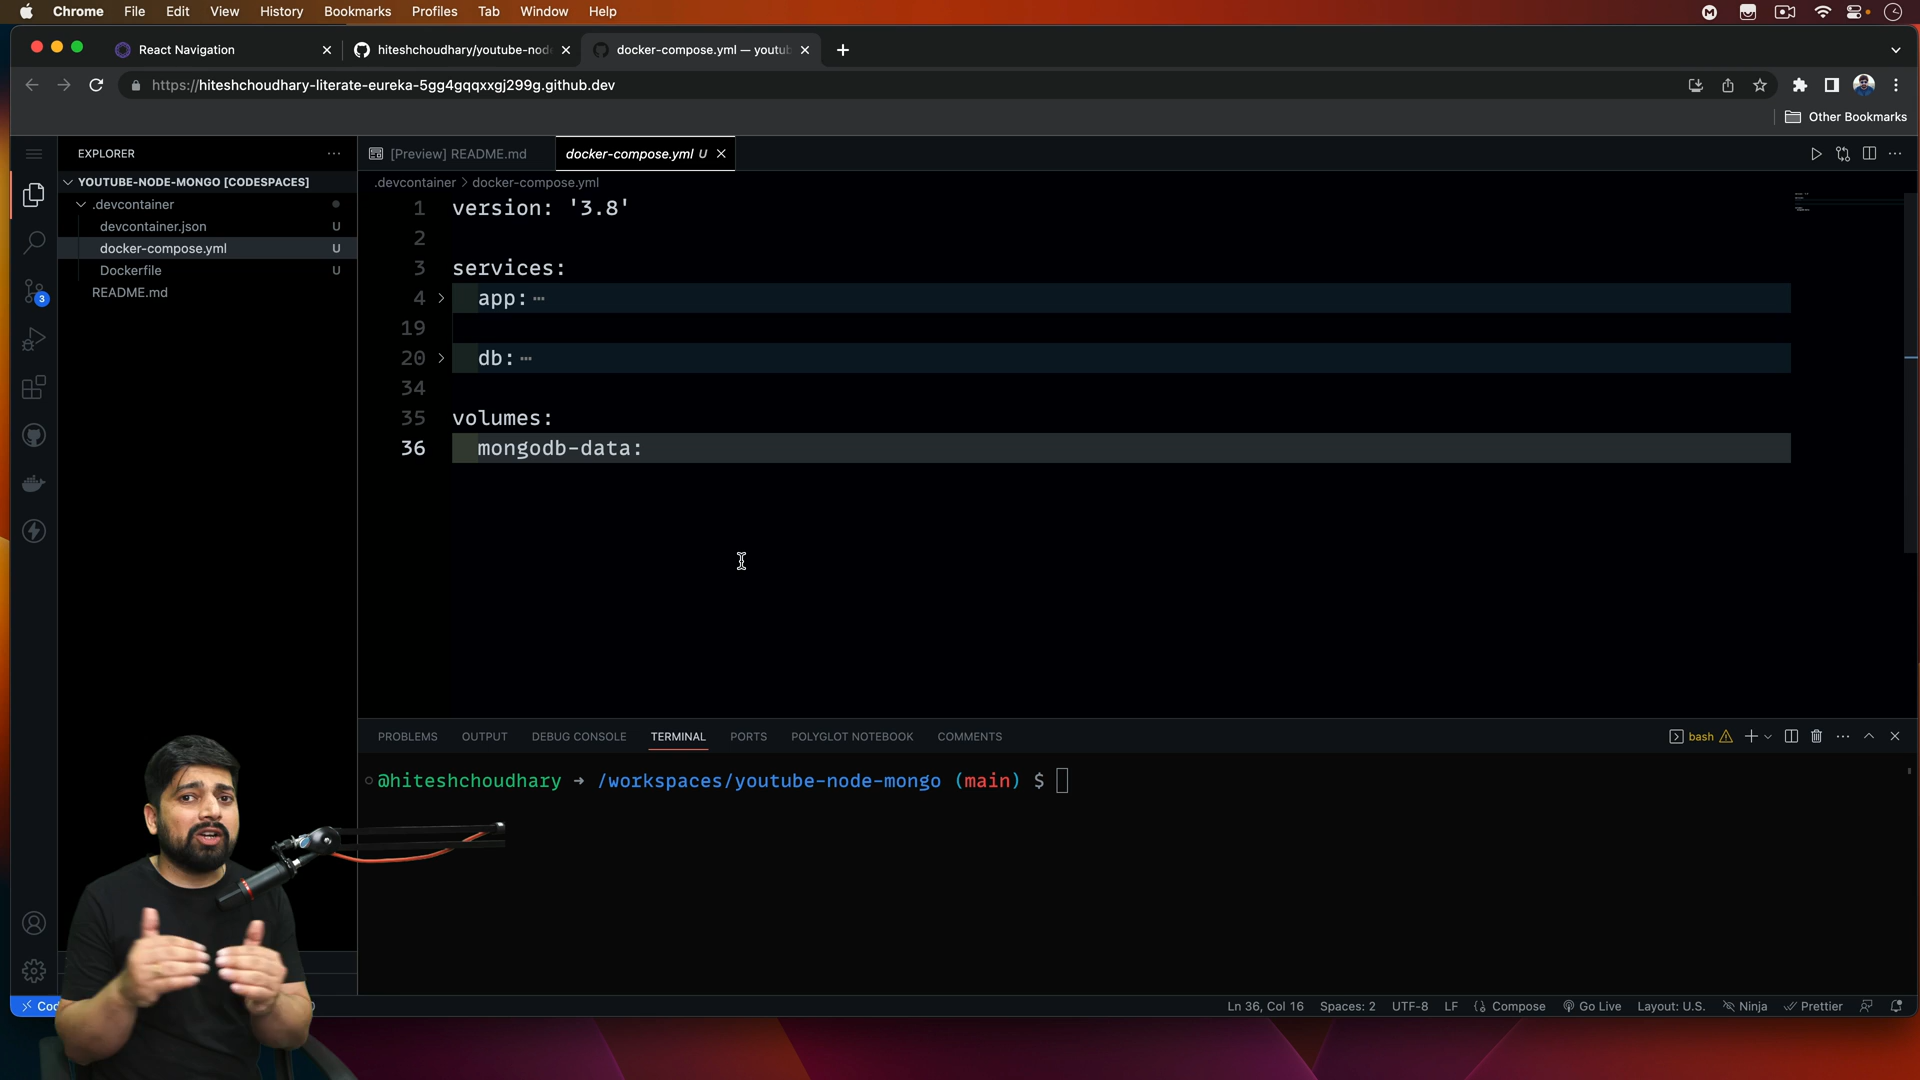 Chrome File Edit View History Bookmarks Profiles Tab Window Help
React Navigation
hiteshchoudhary/youtube-nod
docker-compose.yml — youtub
https://hiteshchoudhary-literate-eureka-5gg4gqqxxgj299g.github.dev
Other Bookmarks
EXPLORER
YOUTUBE-NODE-MONGO [CODESPACES]
.devcontainer
devcontainer.json U
docker-compose.yml U
Dockerfile U
README.md
3
[Preview] README.md
docker-compose.yml U
.devcontainer > docker-compose.yml
1 version: '3.8'
2
3 services:
4 app: ⋯
19
20 db: ⋯
34
35 volumes:
36 mongodb-data:
PROBLEMS OUTPUT DEBUG CONSOLE TERMINAL PORTS POLYGLOT NOTEBOOK COMMENTS
bash
@hiteshchoudhary → /workspaces/youtube-node-mongo (main) $
Ln 36, Col 16 Spaces: 2 UTF-8 LF {} Compose Go Live Layout: U.S. Ninja Prettier